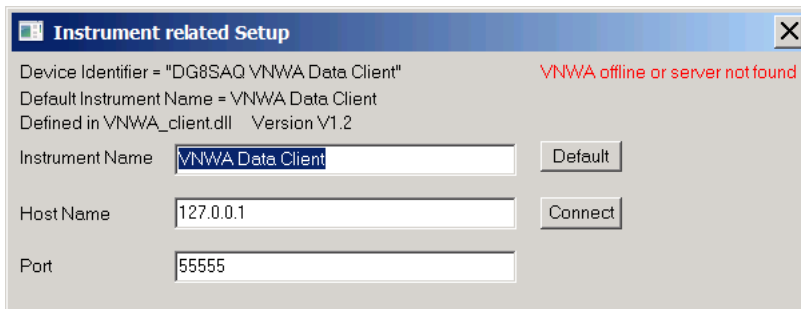 Instrument related Setup
Device Identifier = "DG8SAQ VNWA Data Client" VNWA offline or server not found
Default Instrument Name = VNWA Data Client
Defined in VNWA_client.dll Version V1.2
Instrument Name VNWA Data Client Default
Host Name 127.0.0.1 Connect
Port 55555